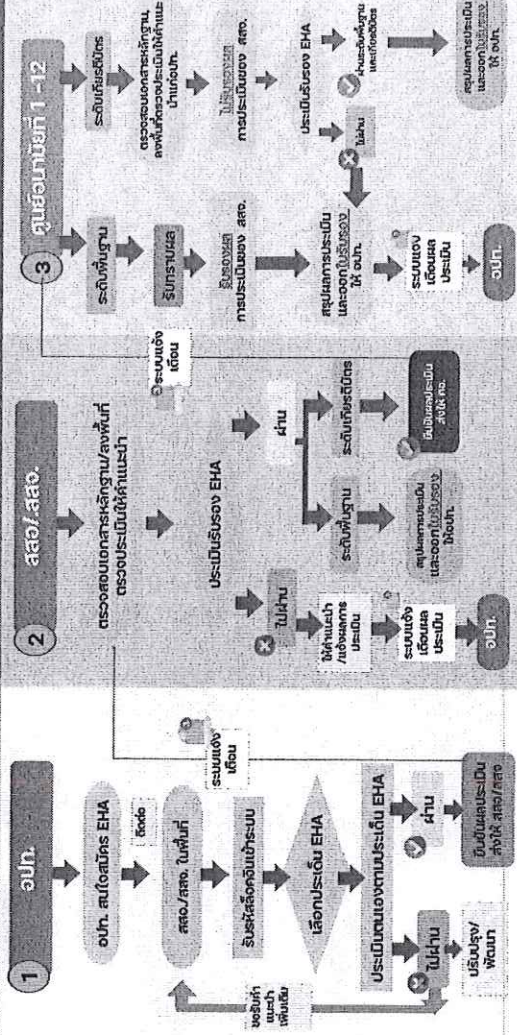 1
อปท.
อปท. สนใจสมัคร EHA
ติดต่อ
สสอ./สสจ. ในพื้นที่
รับรหัสล็อคอินเข้าระบบ
เลือกประเด็น EHA
ประเมินตนเองตามประเด็น EHA
ไม่ผ่าน
ผ่าน
ปรับปรุง/
พัฒนา
ยืนยันผลประเมิน
ส่งให้ สสอ/สสจ
ขอรับคำ
แนะนำ
เพิ่มเติม
ระบบแจ้ง
เตือน
2
สสอ/.สสจ.
ตรวจสอบเอกสารหลักฐาน/ลงพื้นที่
ตรวจประเมินให้คำแนะนำ
ประเมินรับรอง EHA
ไม่ผ่าน
ผ่าน
ให้คำแนะนำ
/แจ้งผลการ
ประเมิน
ระบบแจ้ง
เตือนผล
ประเมิน
อปท.
ระดับพื้นฐาน
สรุปผลการประเมิน
และออกใบรับรอง
ให้อปท.
ระดับเกียรติบัตร
ยืนยันผลประเมิน
ส่งให้ ศอ.
ระบบแจ้ง
เตือน
3
ศูนย์อนามัยที่ 1 -12
ระดับพื้นฐาน
รับทราบผล
รับรองผล
การประเมินของ สสจ.
สรุปผลการประเมิน
และออกใบรับรอง
ให้ อปท.
ระบบแจ้ง
เตือนผล
ประเมิน
อปท.
ระดับเกียรติบัตร
ตรวจสอบเอกสารหลักฐาน,
ลงพื้นที่ตรวจประเมินให้คำแนะ
นำแก่อปท.
ไม่รับรองผล
การประเมินของ สสจ.
ประเมินรับรอง EHA
ไม่ผ่าน
ผ่านระดับพื้นฐาน
และเกียรติบัตร
สรุปผลการประเมิน
และออกใบรับรอง
ให้ อปท.